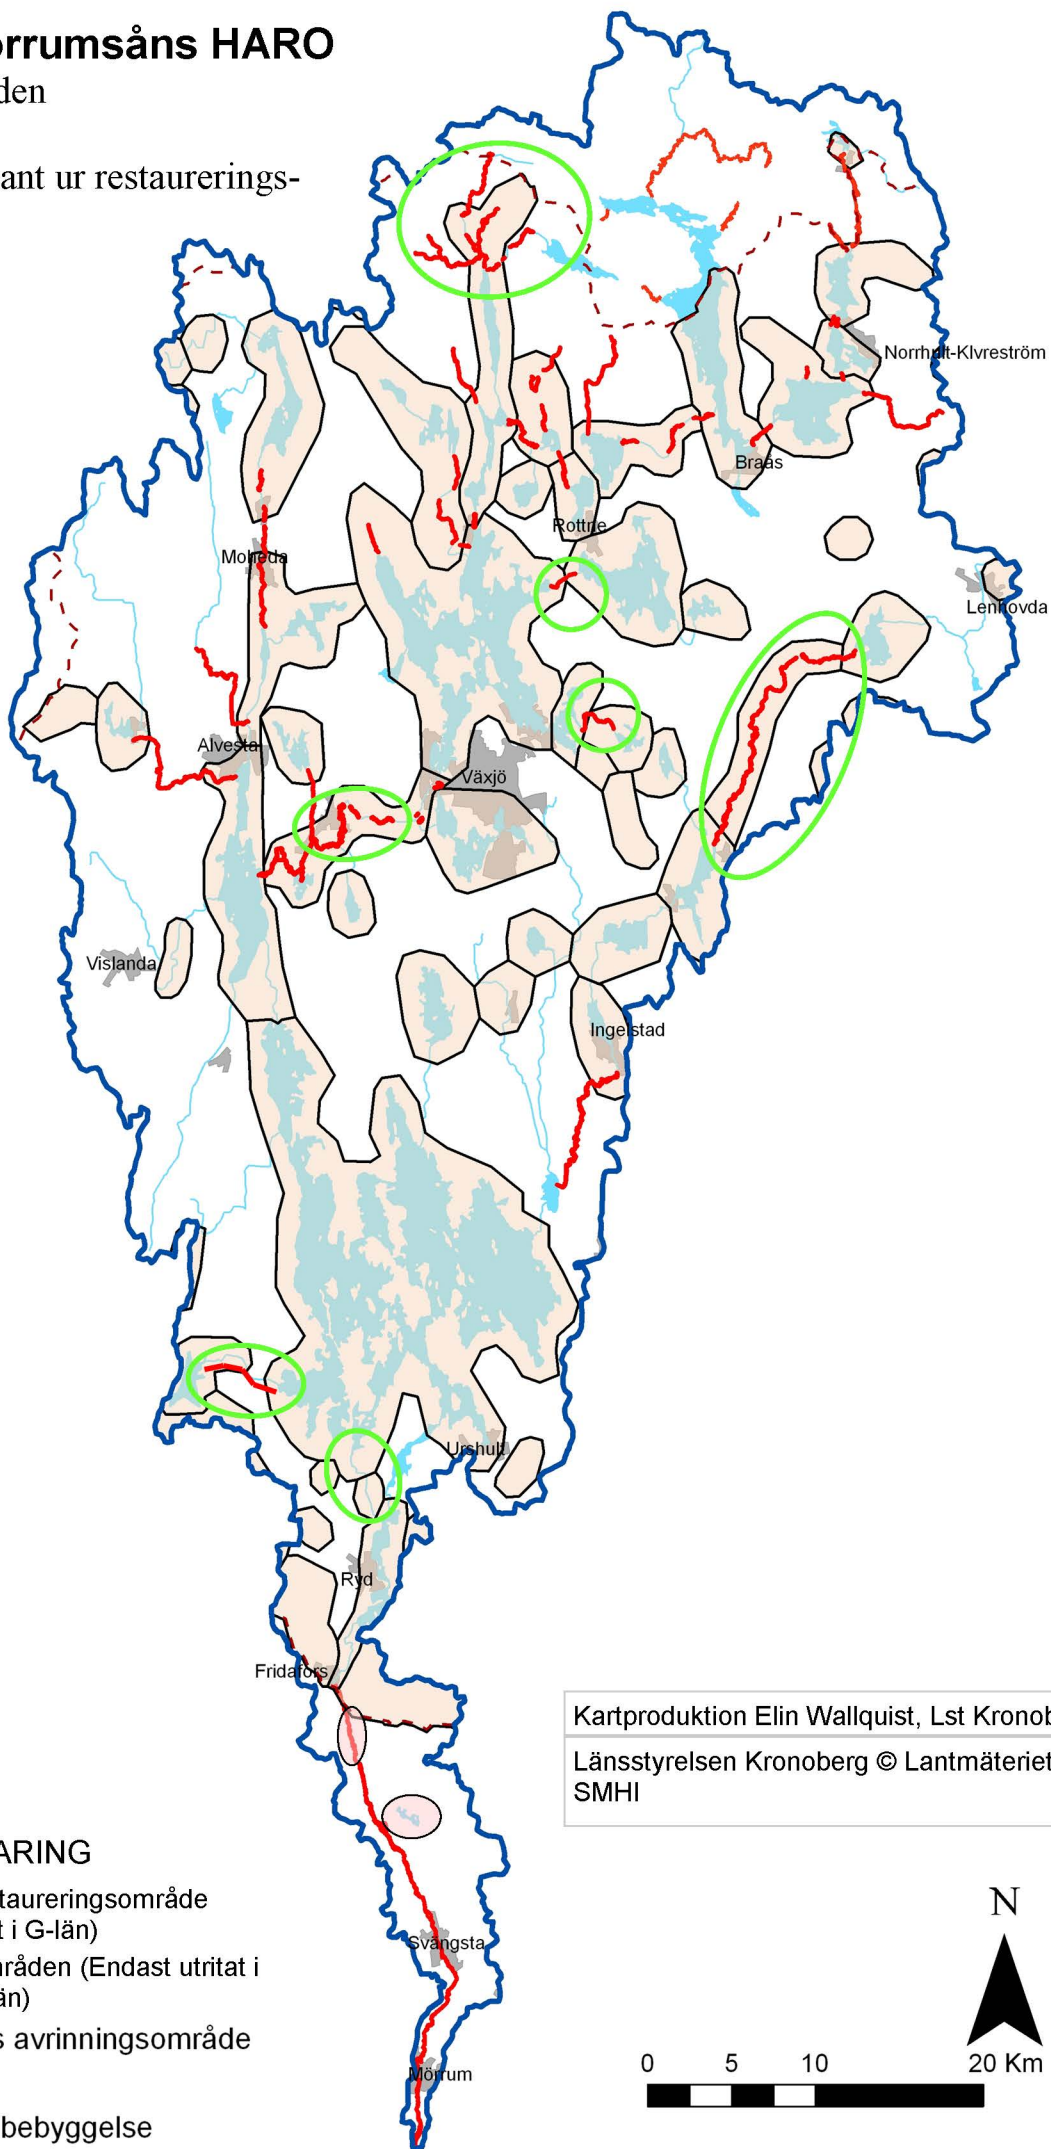 örrumsåns HARO
den
ant ur restaurerings-
Norrhult-Klvreström
Braås
Rottne
Moheda
Lenhovda
Alvesta
Växjö
Vislanda
Ingelstad
Urshult
Ryd
Fridafors
Kartproduktion Elin Wallquist, Lst Kronob
Länsstyrelsen Kronoberg © Lantmäteriet
SMHI
ARING
staureringsområde
t i G-län)
nråden (Endast utritat i
än)
s avrinningsområde
bebyggelse
Svängsta
Mörrum
N
0 5 10 20 Km